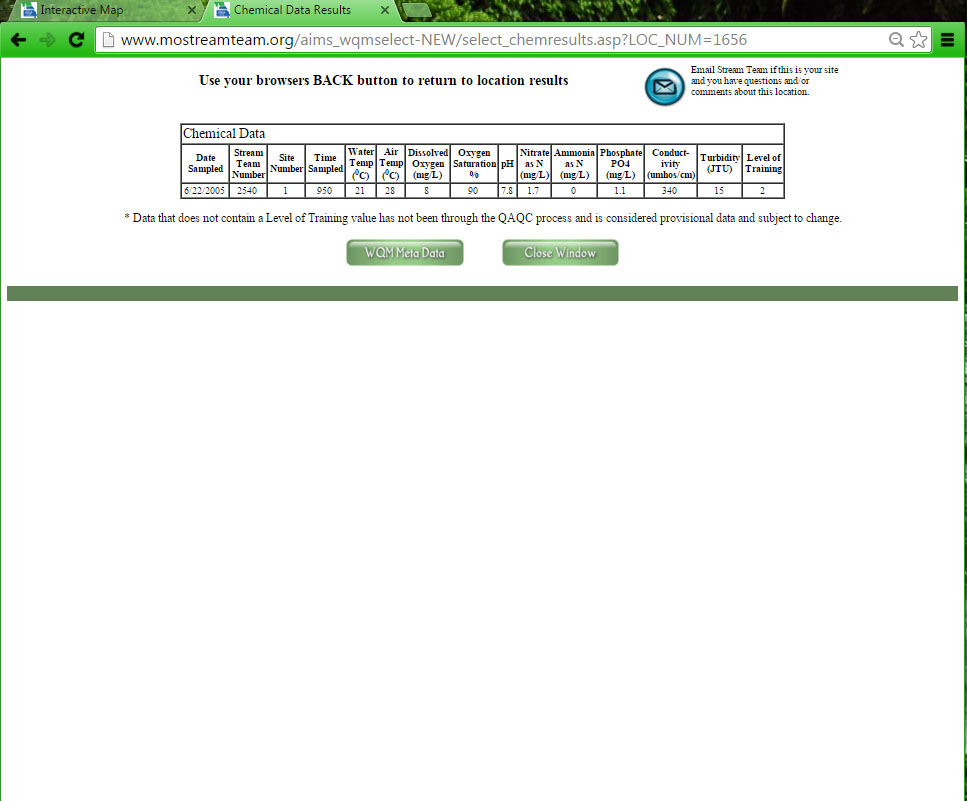 Interactive Map
Chemical Data Results
www.mostreamteam.org/aims_wqmselect-NEW/select_chemresults.asp?LOC_NUM=1656
Use your browsers BACK button to return to location results
Email Stream Team if this is your site
and you have questions and/or
comments about this location.
Chemical Data
Date Sampled Stream Team Number Site Number Time Sampled Water Temp (⁰C) Air Temp (⁰C) Dissolved Oxygen (mg/L) Oxygen Saturation % pH Nitrate as N (mg/L) Ammonia as N (mg/L) Phosphate PO4 (mg/L) Conduct-ivity (umhos/cm) Turbidity (JTU) Level of Training
6/22/2005 2540 1 950 21 28 8 90 7.8 1.7 0 1.1 340 15 2
* Data that does not contain a Level of Training value has not been through the QAQC process and is considered provisional data and subject to change.
WQM Meta Data
Close Window